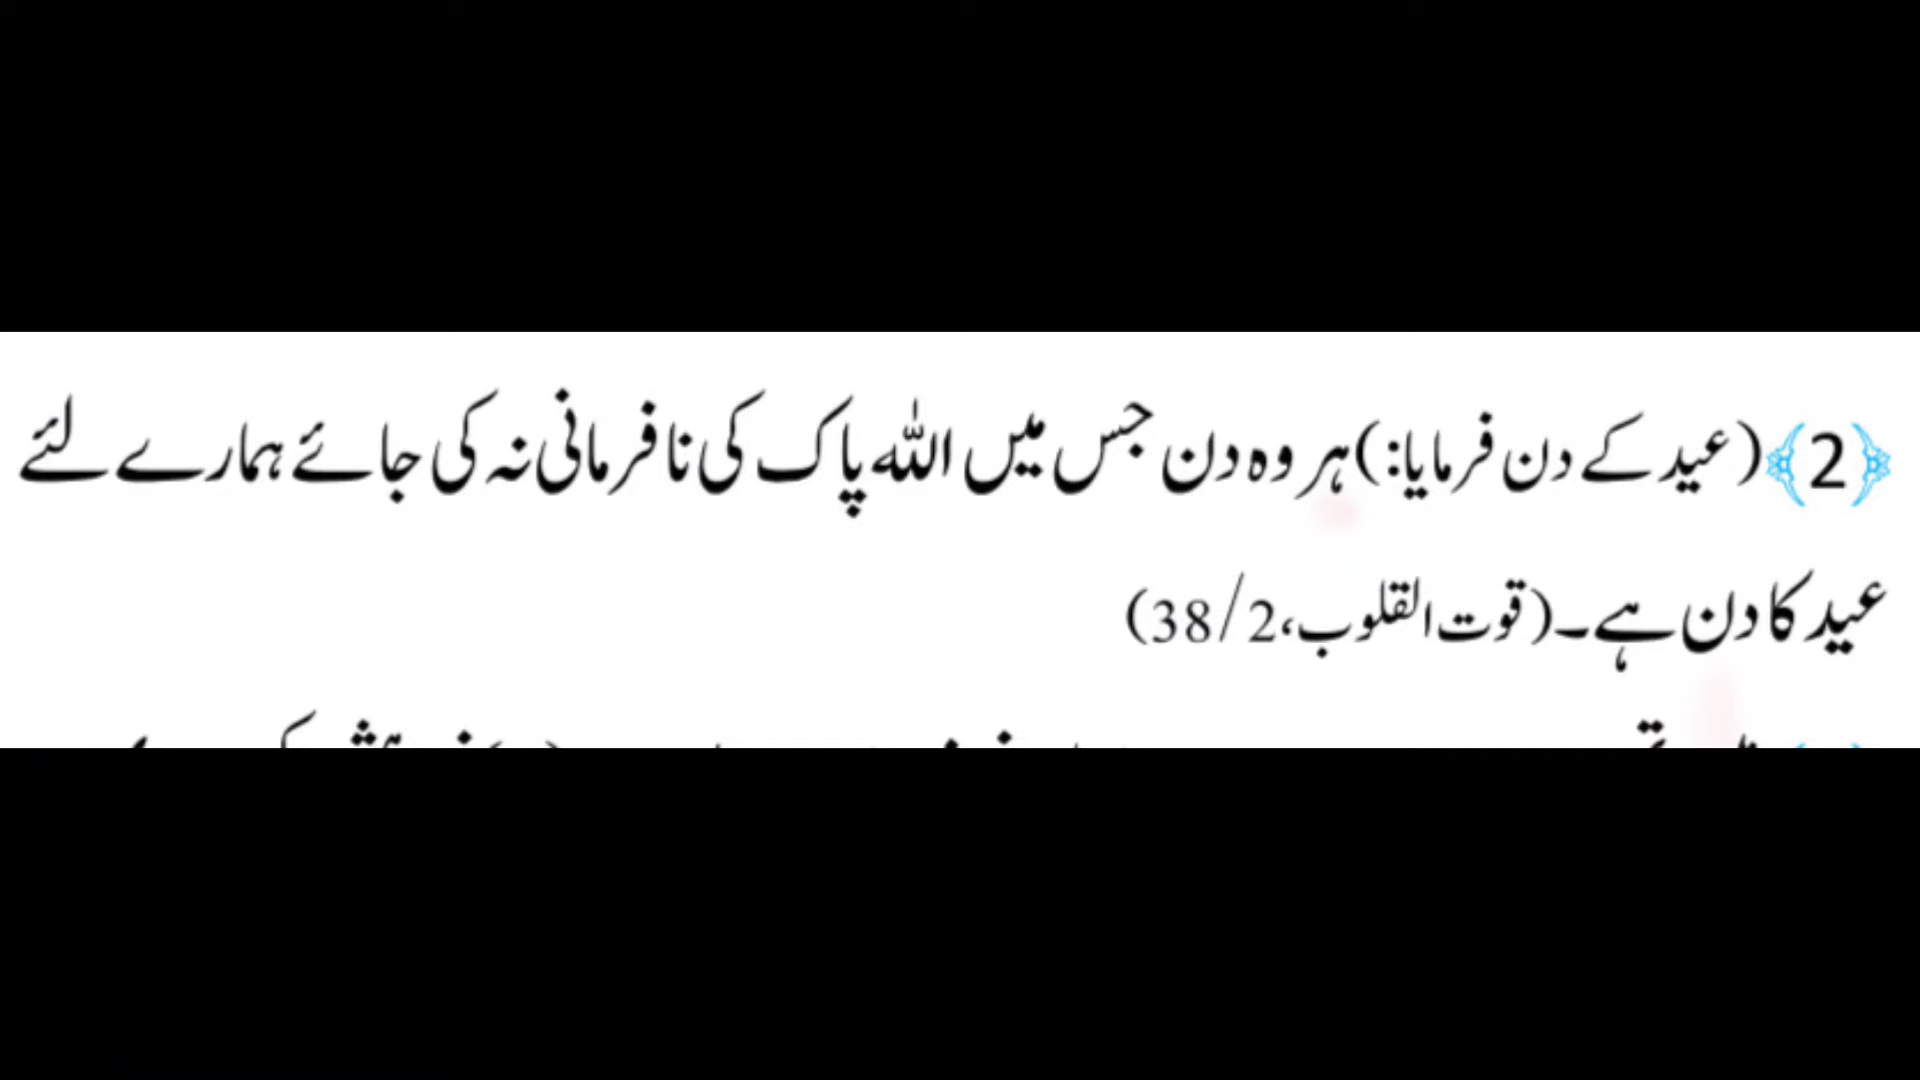 ﴿2﴾ (عید کے دن فرمایا:) ہر وہ دن جس میں اللہ پاک کی نافرمانی نہ کی جائے ہمارے لئے
عید کا دن ہے۔ (قوت القلوب، 2/38)